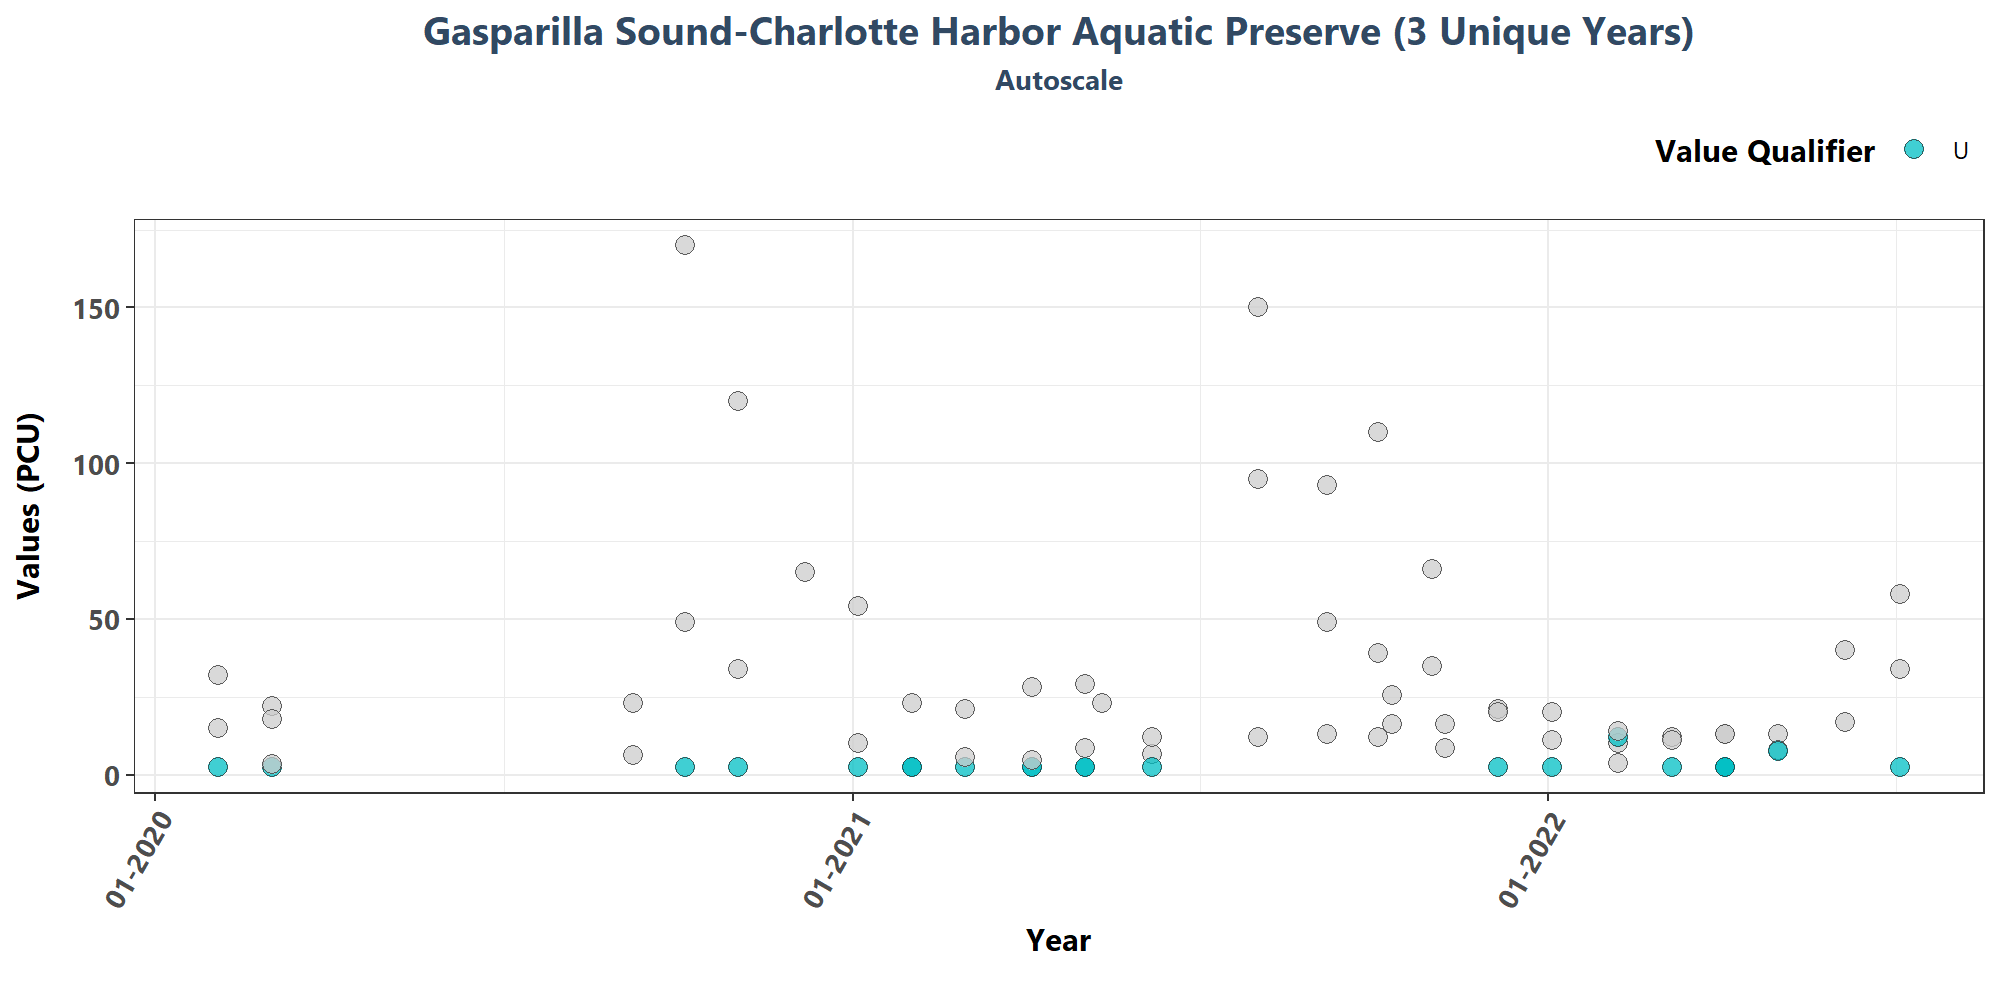 Gasparilla Sound-Charlotte Harbor Aquatic Preserve (3 Unique Years)
Autoscale
Value Qualifier U
Values (PCU)
150
100
50
0
01-2020 01-2021 01-2022
Year